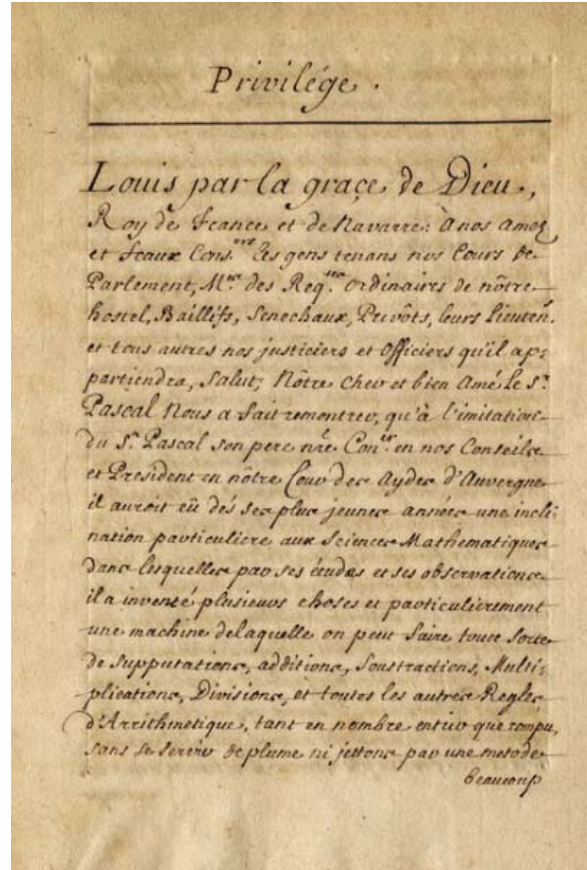 Privilége.
Louis par la graçe de Dieu,
Roy de france et de Navarre: À nos Amez
et feaux Cons.ers Les gens tenans nos Cours de
Parlement, M.tres des Req.tes ordinaires de nôtre
hostel, Baillifs, Senechaux, Prevôts, leurs Lieuten.s
et tous autres nos justiciers et Officiers qu'il ap=
partiendra, Salut; Nôtre cher et bien Amé Le S.r
Pascal Nous a fait remontrer, qu'à l'imitation
du S.r Pascal son pere n.re Con.er en nos Conseils
et President en nôtre Cour des Aydes d'Auvergne
il auroit eû dés ses plus jeunes années une incli=
nation particuliere aux Sciences Mathematiques
dans lesquelles par ses études et ses observations
il a inventé plusieurs choses et particulierement
une machine delaquelle on peut faire toute sorte
de Supputations, additions, Soustractions, Multi=
plications, Divisions, et toutes les autres Regles
d'Arrithmetique, tant en nombre entier que rompu,
sans se servir de plume ni jettons par une metode
beaucoup